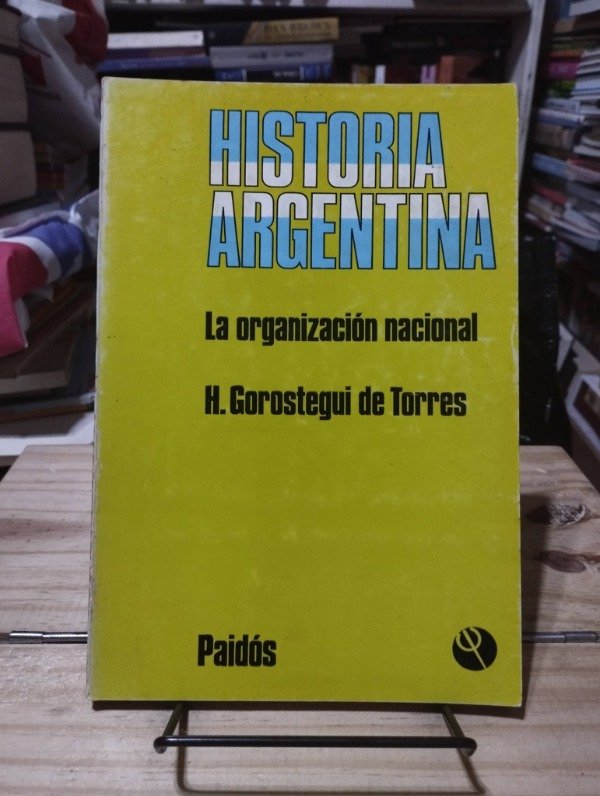 HISTORIA
ARGENTINA
La organización nacional
H. Gorostegui de Torres
Paidós